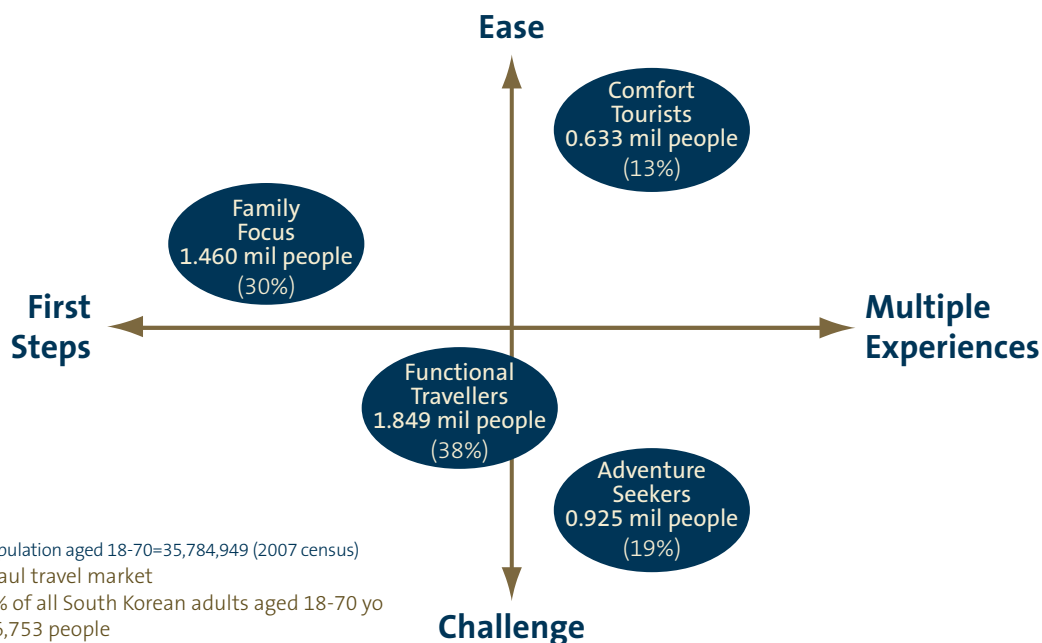 Ease
Comfort
Tourists
0.633 mil people
(13%)
Family
Focus
1.460 mil people
(30%)
First
Steps
Multiple
Experiences
Functional
Travellers
1.849 mil people
(38%)
Adventure
Seekers
0.925 mil people
(19%)
aged 18-70=35,784,949 (2007 census)
travel market
% of all South Korean adults aged 18-70 yo
people
Challenge